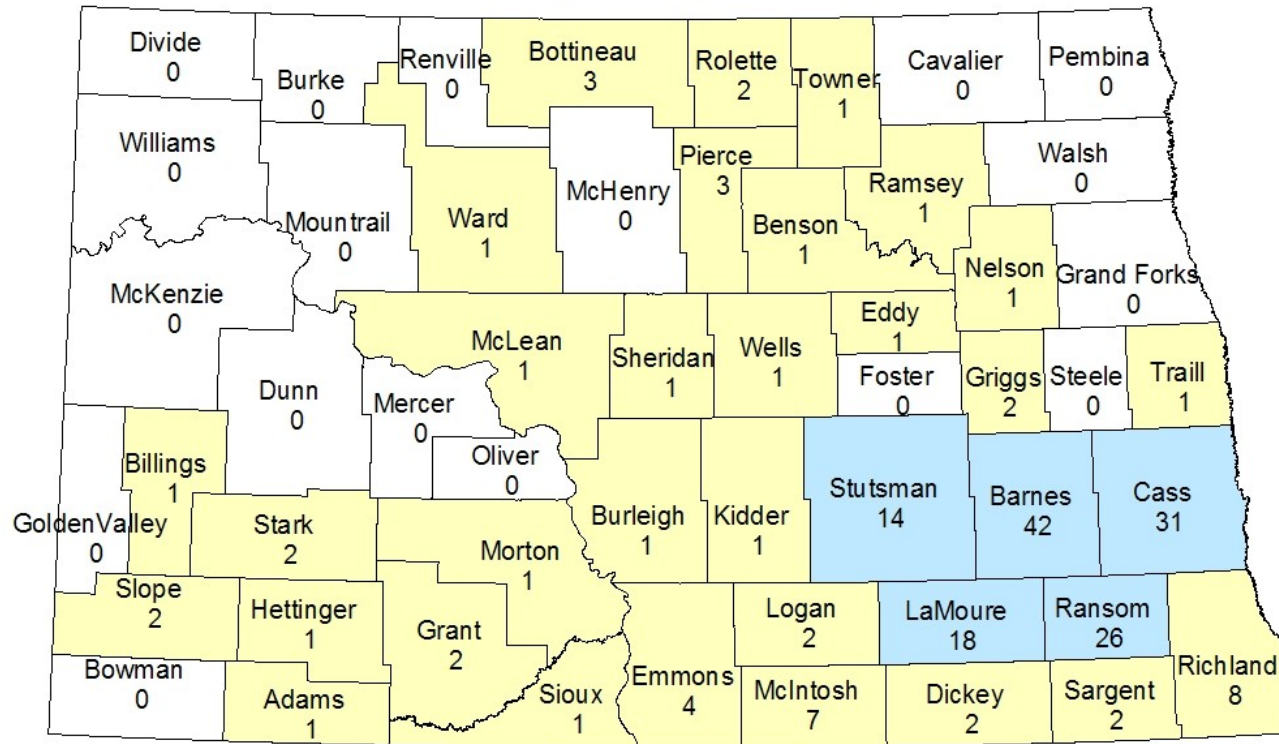 Divide
0
Burke
0
Renville
0
Bottineau
3
Rolette
2
Towner
1
Cavalier
0
Pembina
0
Williams
0
Mountrail
0
Ward
1
McHenry
0
Pierce
3
Benson
1
Ramsey
1
Walsh
0
McKenzie
0
Nelson
1
Grand Forks
0
McLean
1
Sheridan
1
Wells
1
Eddy
1
Foster
0
Griggs
2
Steele
0
Traill
1
Dunn
0
Mercer
0
Oliver
0
Billings
1
GoldenValley
0
Stark
2
Morton
1
Burleigh
1
Kidder
1
Stutsman
14
Barnes
42
Cass
31
Slope
2
Hettinger
1
Grant
2
Logan
2
LaMoure
18
Ransom
26
Bowman
0
Adams
1
Sioux
1
Emmons
4
McIntosh
7
Dickey
2
Sargent
2
Richland
8